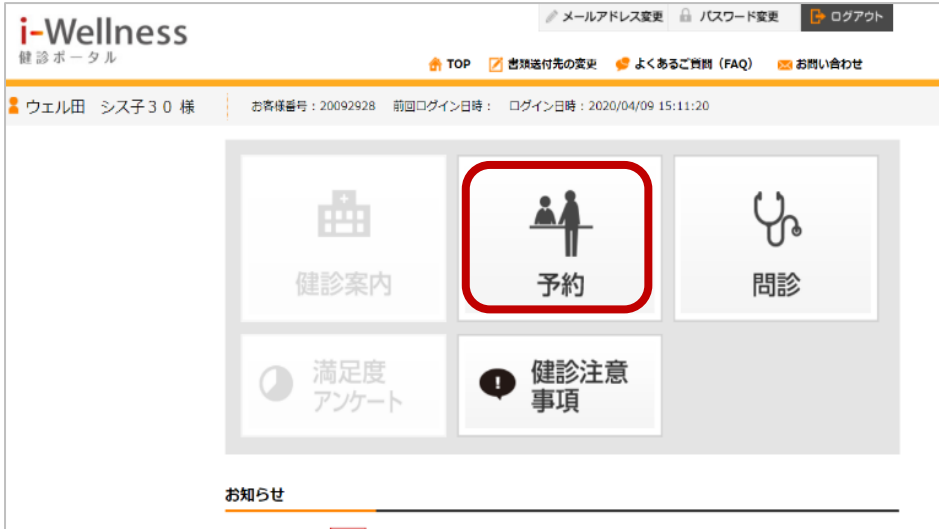 i-Wellness
健診ポータル
メールアドレス変更 パスワード変更 ログアウト
TOP 書類送付先の変更 よくあるご質問（FAQ） お問い合わせ
ウェル田　シス子３０ 様 お客様番号：20092928 前回ログイン日時： ログイン日時：2020/04/09 15:11:20
健診案内
予約
問診
満足度
アンケート
!
健診注意
事項
お知らせ